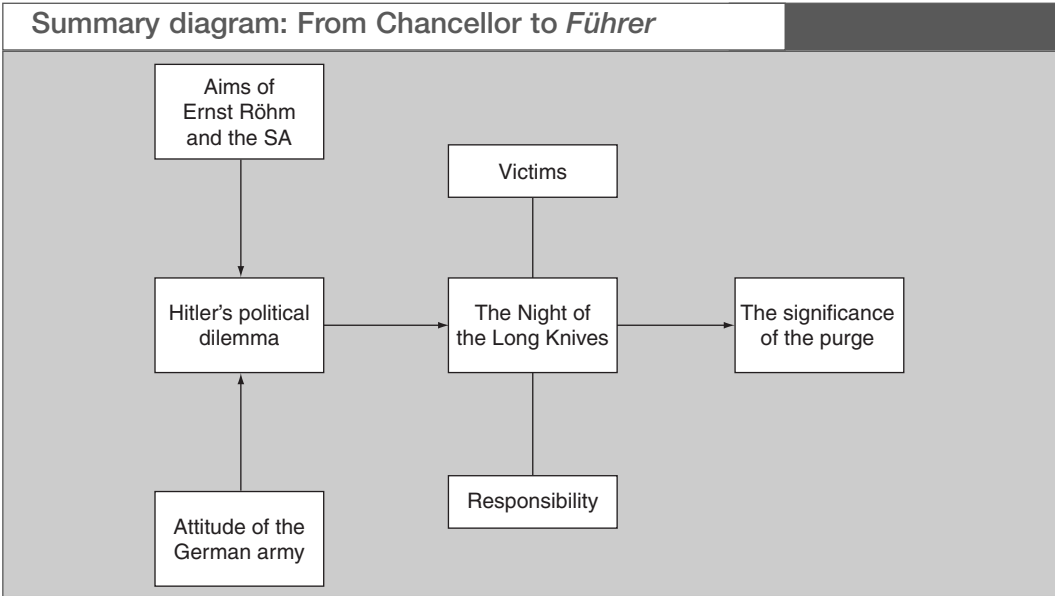 Summary diagram: From Chancellor to Führer
Aims of
Ernst Röhm
and the SA
Victims
Hitler's political
dilemma
The Night of
the Long Knives
The significance
of the purge
Responsibility
Attitude of the
German army